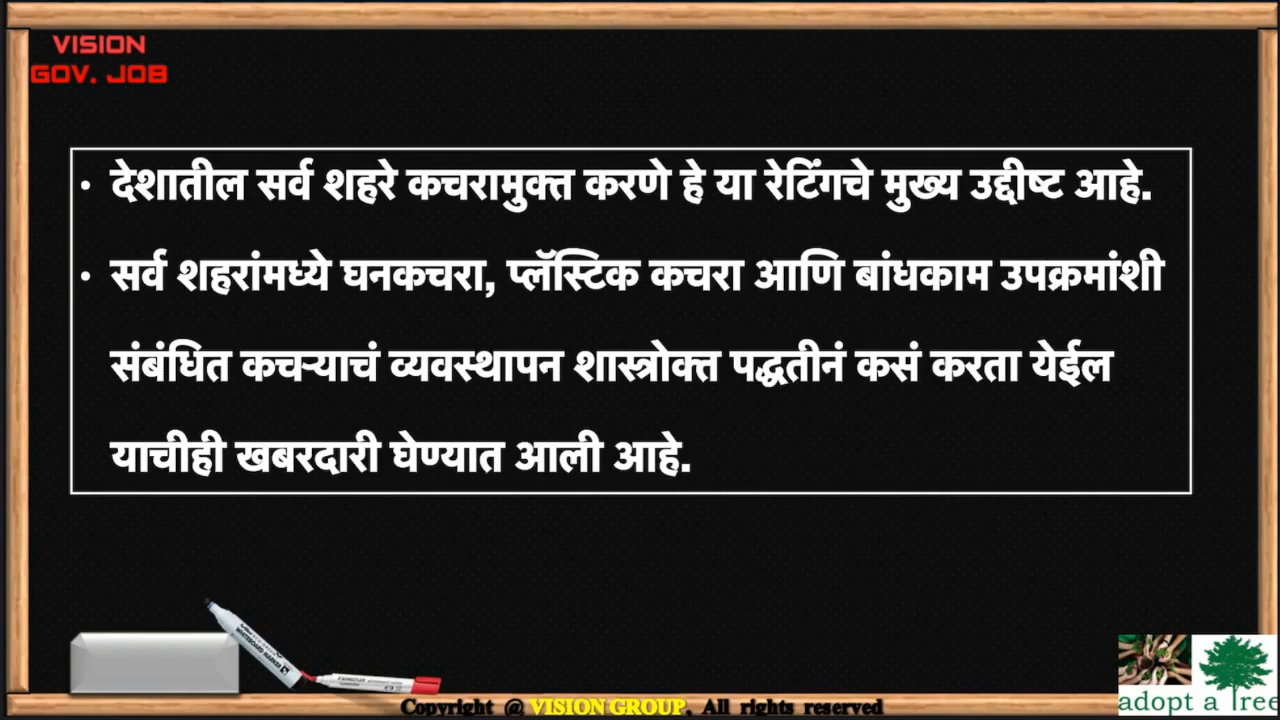 VISION
GOV. JOB
• देशातील सर्व शहरे कचरामुक्त करणे हे या रेटिंगचे मुख्य उद्दीष्ट आहे.
• सर्व शहरांमध्ये घनकचरा, प्लॅस्टिक कचरा आणि बांधकाम उपक्रमांशी
संबंधित कचऱ्याचं व्यवस्थापन शास्त्रोक्त पद्धतीनं कसं करता येईल
याचीही खबरदारी घेण्यात आली आहे.
WHITEBOARD MARKER
adopt a Tree
Copyright @ VISION GROUP, All rights reserved